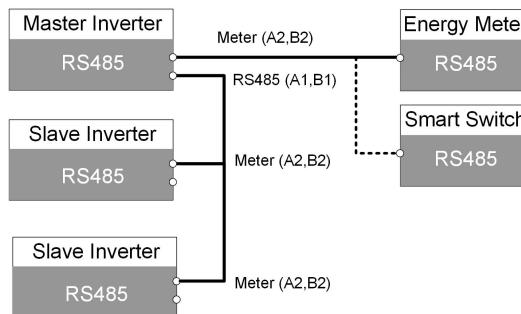 Master Inverter
RS485
Meter (A2,B2)
Energy Mete
RS485
RS485 (A1,B1)
Smart Switch
RS485
Slave Inverter
RS485
Meter (A2,B2)
Slave Inverter
RS485
Meter (A2,B2)